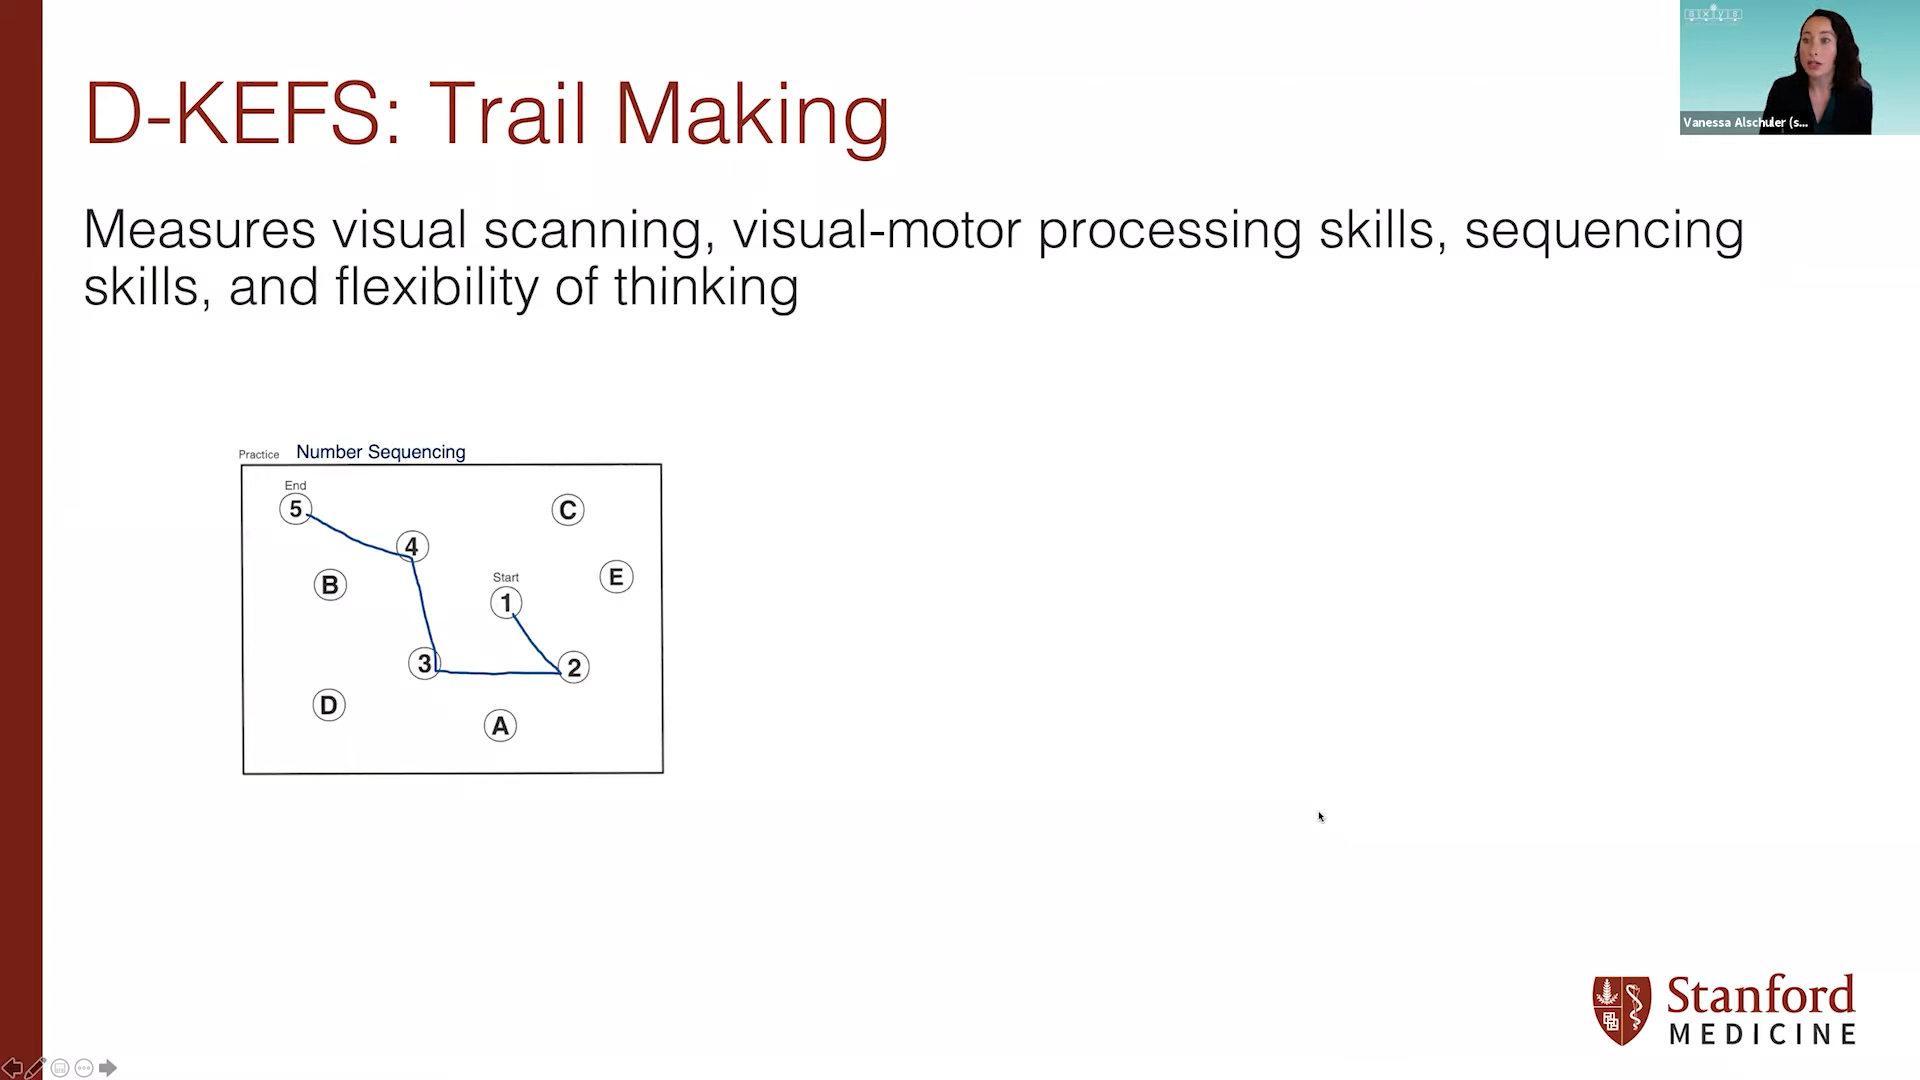 D-KEFS: Trail Making
Measures visual scanning, visual-motor processing skills, sequencing
skills, and flexibility of thinking
Practice Number Sequencing
End
5
C
4
B
E
Start
1
3
2
D
A
Vanessa Alschuler (s...
Stanford
MEDICINE